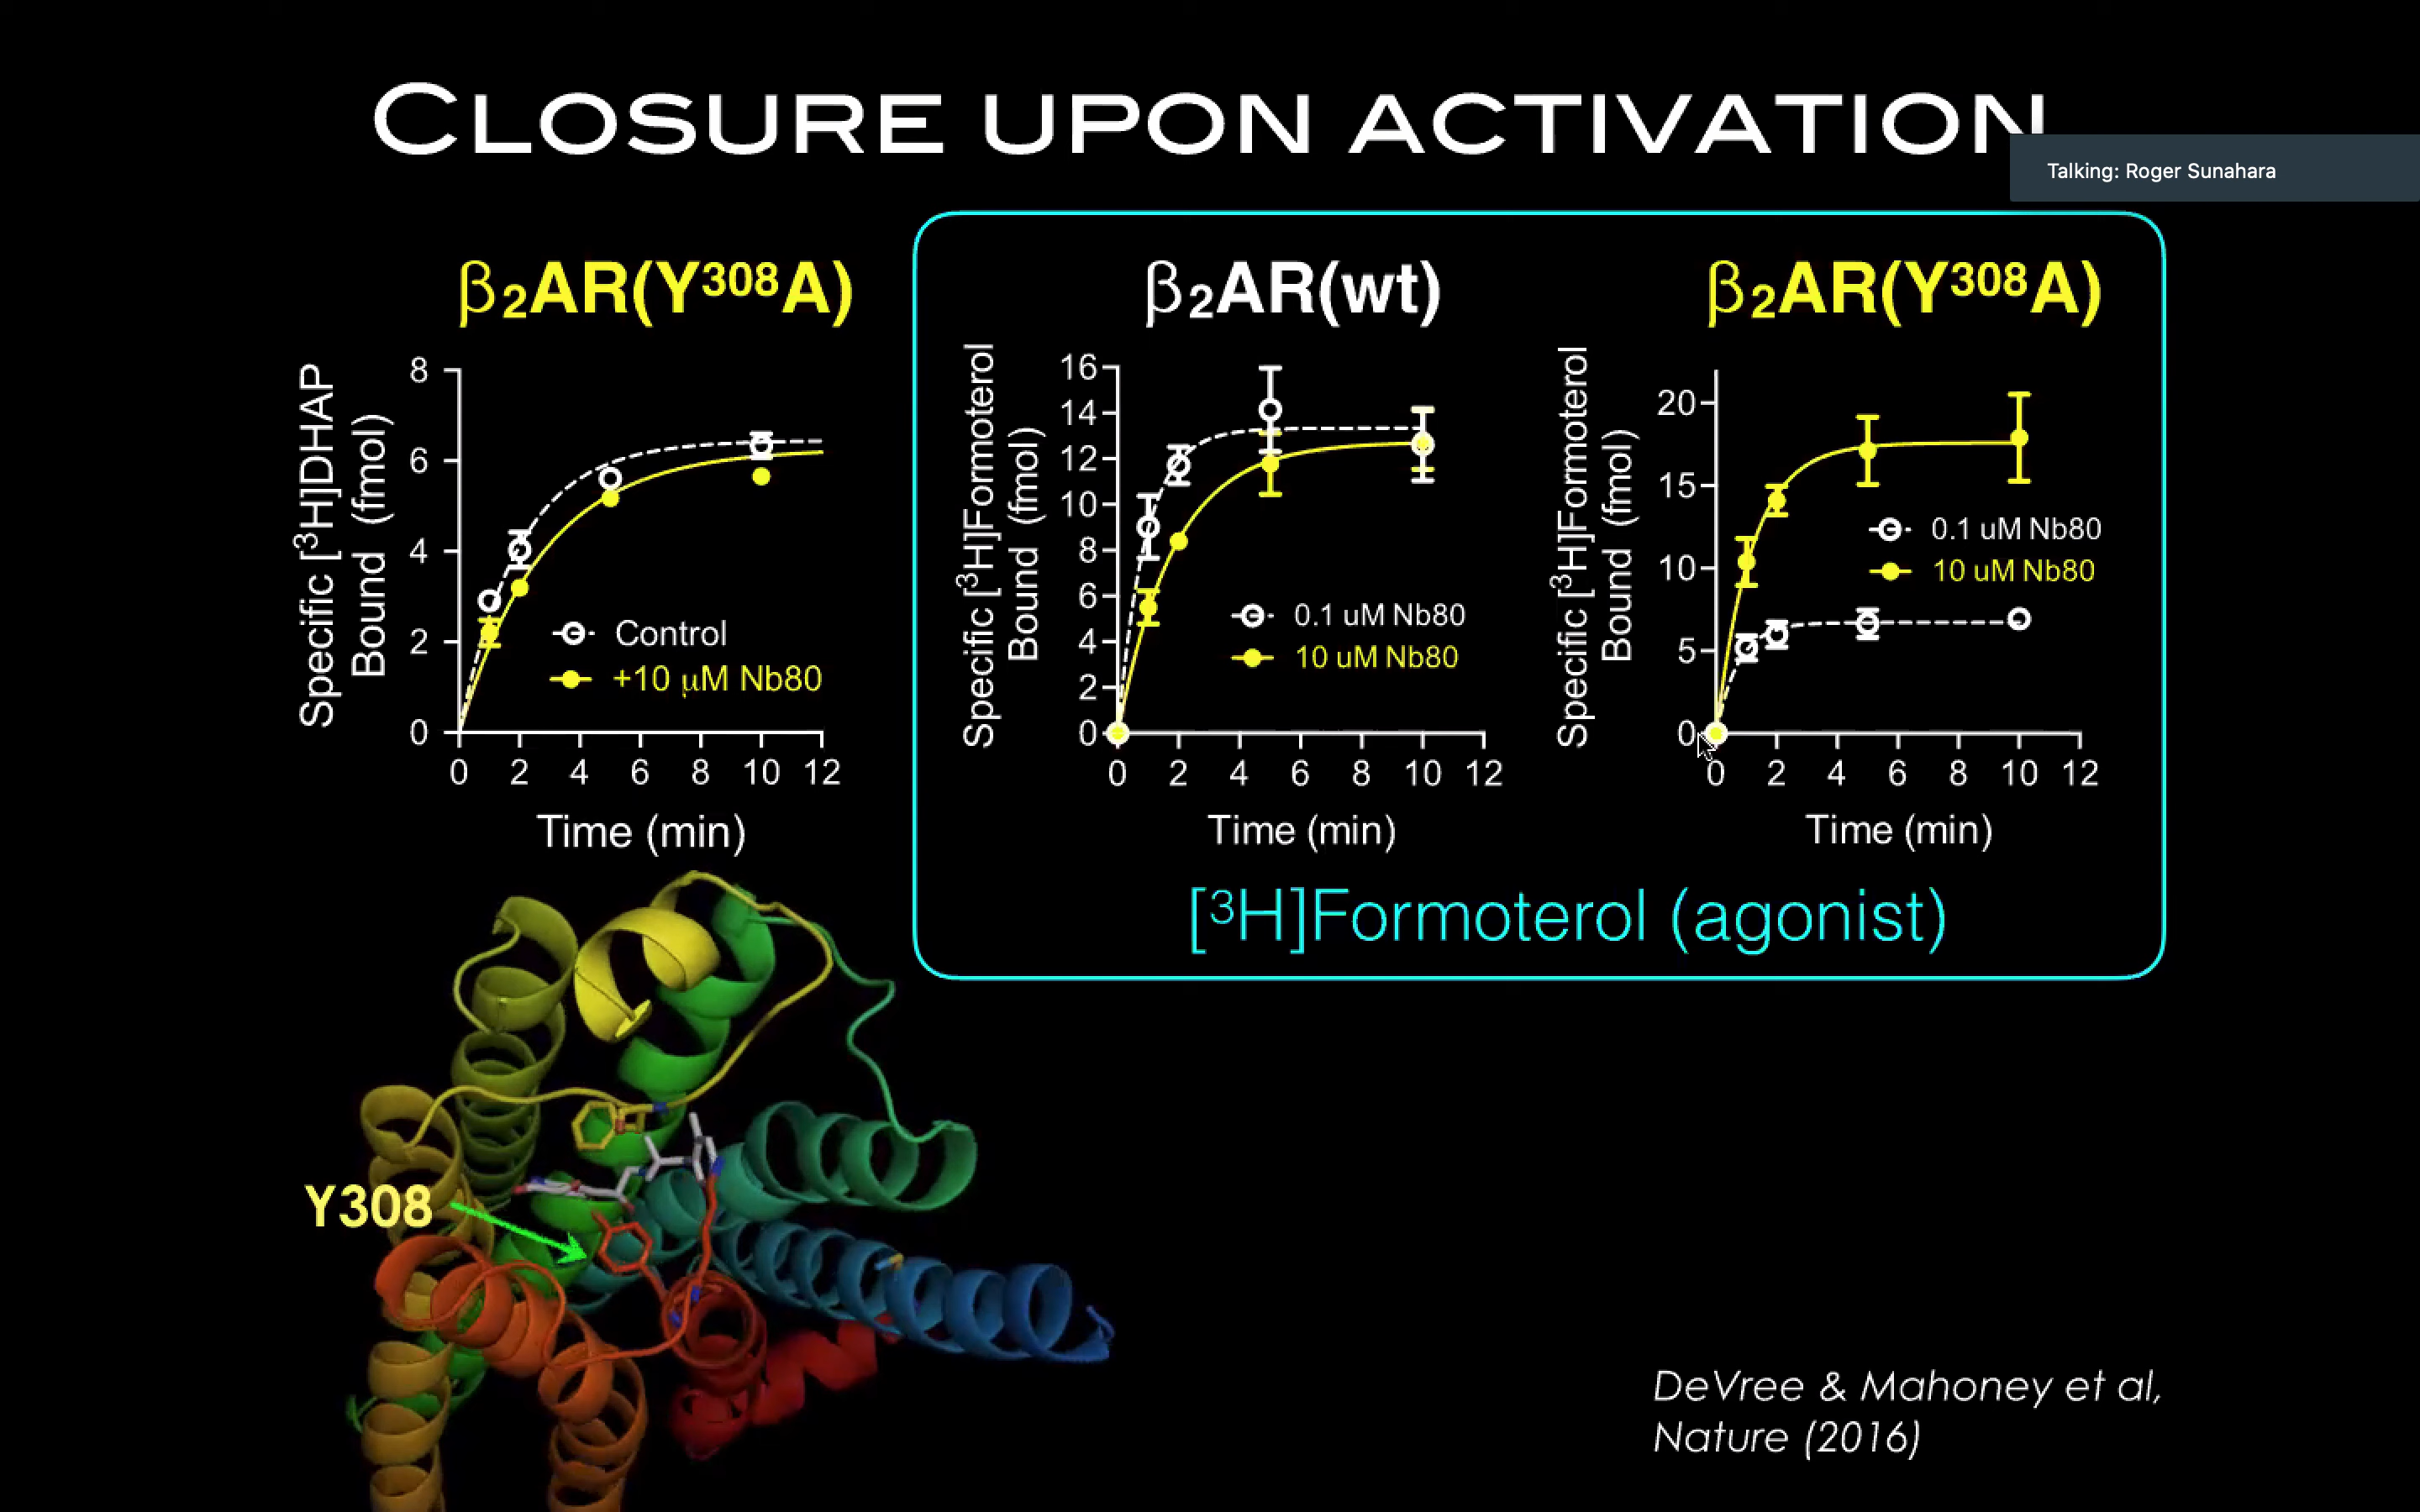 CLOSURE UPON ACTIVATION
Talking: Roger Sunahara
β₂AR(Y³⁰⁸A)
Specific [³H]DHAP
Bound (fmol)
8
6
4
2
0
Control
+10 μM Nb80
0 2 4 6 8 10 12
Time (min)
β₂AR(wt)
Specific [³H]Formoterol
Bound (fmol)
16
14
12
10
8
6
4
2
0
0.1 uM Nb80
10 uM Nb80
0 2 4 6 8 10 12
Time (min)
β₂AR(Y³⁰⁸A)
Specific [³H]Formoterol
Bound (fmol)
20
15
10
5
0
0.1 uM Nb80
10 uM Nb80
0 2 4 6 8 10 12
Time (min)
[³H]Formoterol (agonist)
Y308
DeVree & Mahoney et al,
Nature (2016)